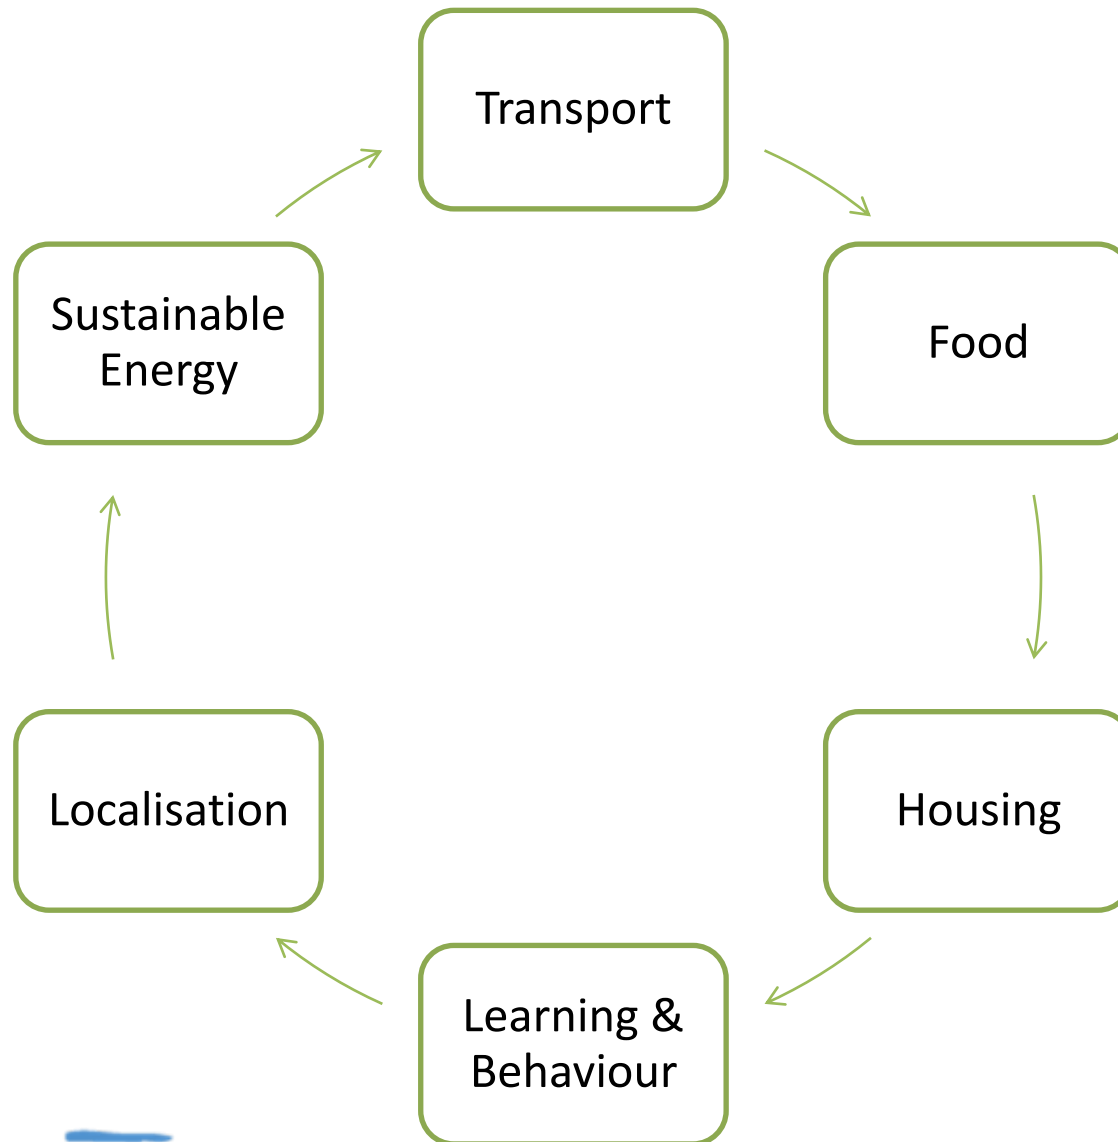 Transport
Sustainable
Energy
Food
Localisation
Housing
Learning &
Behaviour